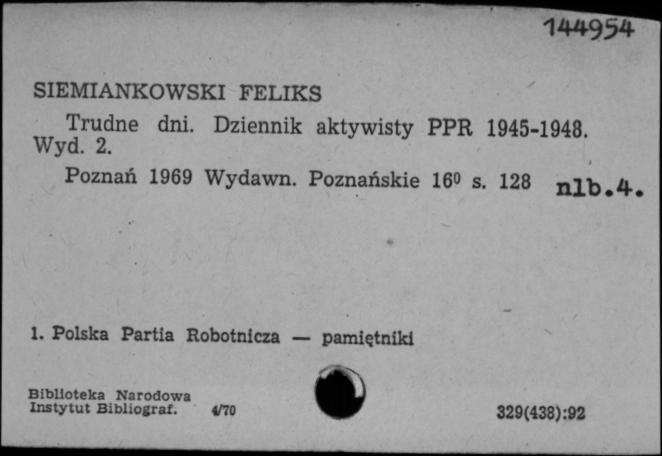 144954
SIEMIANKOWSKI FELIKS
Trudne dni. Dziennik aktywisty PPR 1945-1948.
Wyd. 2.
Poznań 1969 Wydawn. Poznańskie 16⁰ s. 128 nlb.4.
1. Polska Partia Robotnicza — pamiętniki
Biblioteka Narodowa
Instytut Bibliograf. 4/70 329(438):92